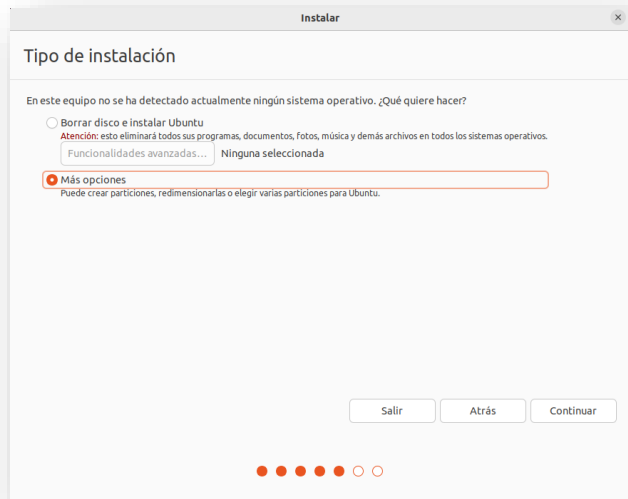 Instalar
Tipo de instalación
En este equipo no se ha detectado actualmente ningún sistema operativo. ¿Qué quiere hacer?
Borrar disco e instalar Ubuntu
Atención: esto eliminará todos sus programas, documentos, fotos, música y demás archivos en todos los sistemas operativos.
Funcionalidades avanzadas... Ninguna seleccionada
Más opciones
Puede crear particiones, redimensionarlas o elegir varias particiones para Ubuntu.
Salir Atrás Continuar